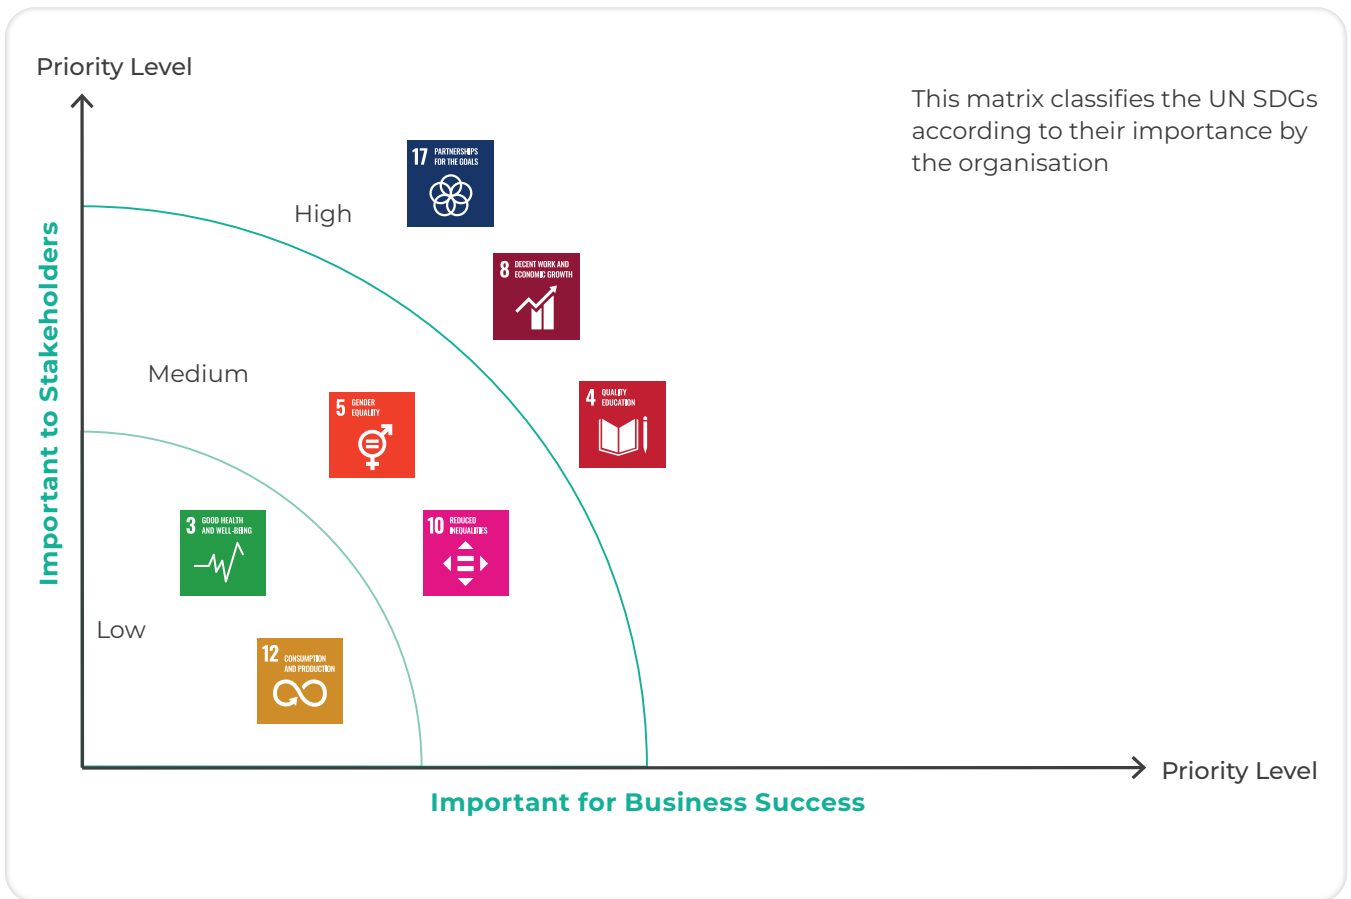 Priority Level
This matrix classifies the UN SDGs
according to their importance by
the organisation
17 PARTNERSHIPS
FOR THE GOALS
High
8 DECENT WORK AND
ECONOMIC GROWTH
Important to Stakeholders
Medium
4 QUALITY
EDUCATION
5 GENDER
EQUALITY
3 GOOD HEALTH
AND WELL-BEING
10 REDUCED
INEQUALITIES
Low
12 CONSUMPTION
AND PRODUCTION
Priority Level
Important for Business Success